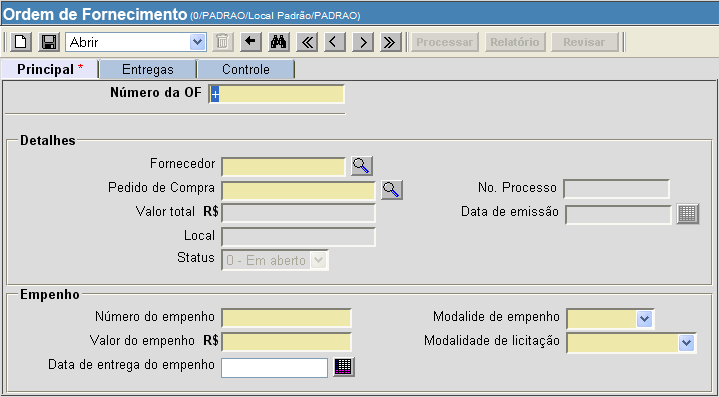 Ordem de Fornecimento (0/PADRAO/Local Padrão/PADRAO)
Abrir Processar Relatório Revisar
Principal * Entregas Controle
Número da OF +
Detalhes
Fornecedor
Pedido de Compra No. Processo
Valor total R$ Data de emissão
Local
Status 0 - Em aberto
Empenho
Número do empenho Modalide de empenho
Valor do empenho R$ Modalidade de licitação
Data de entrega do empenho